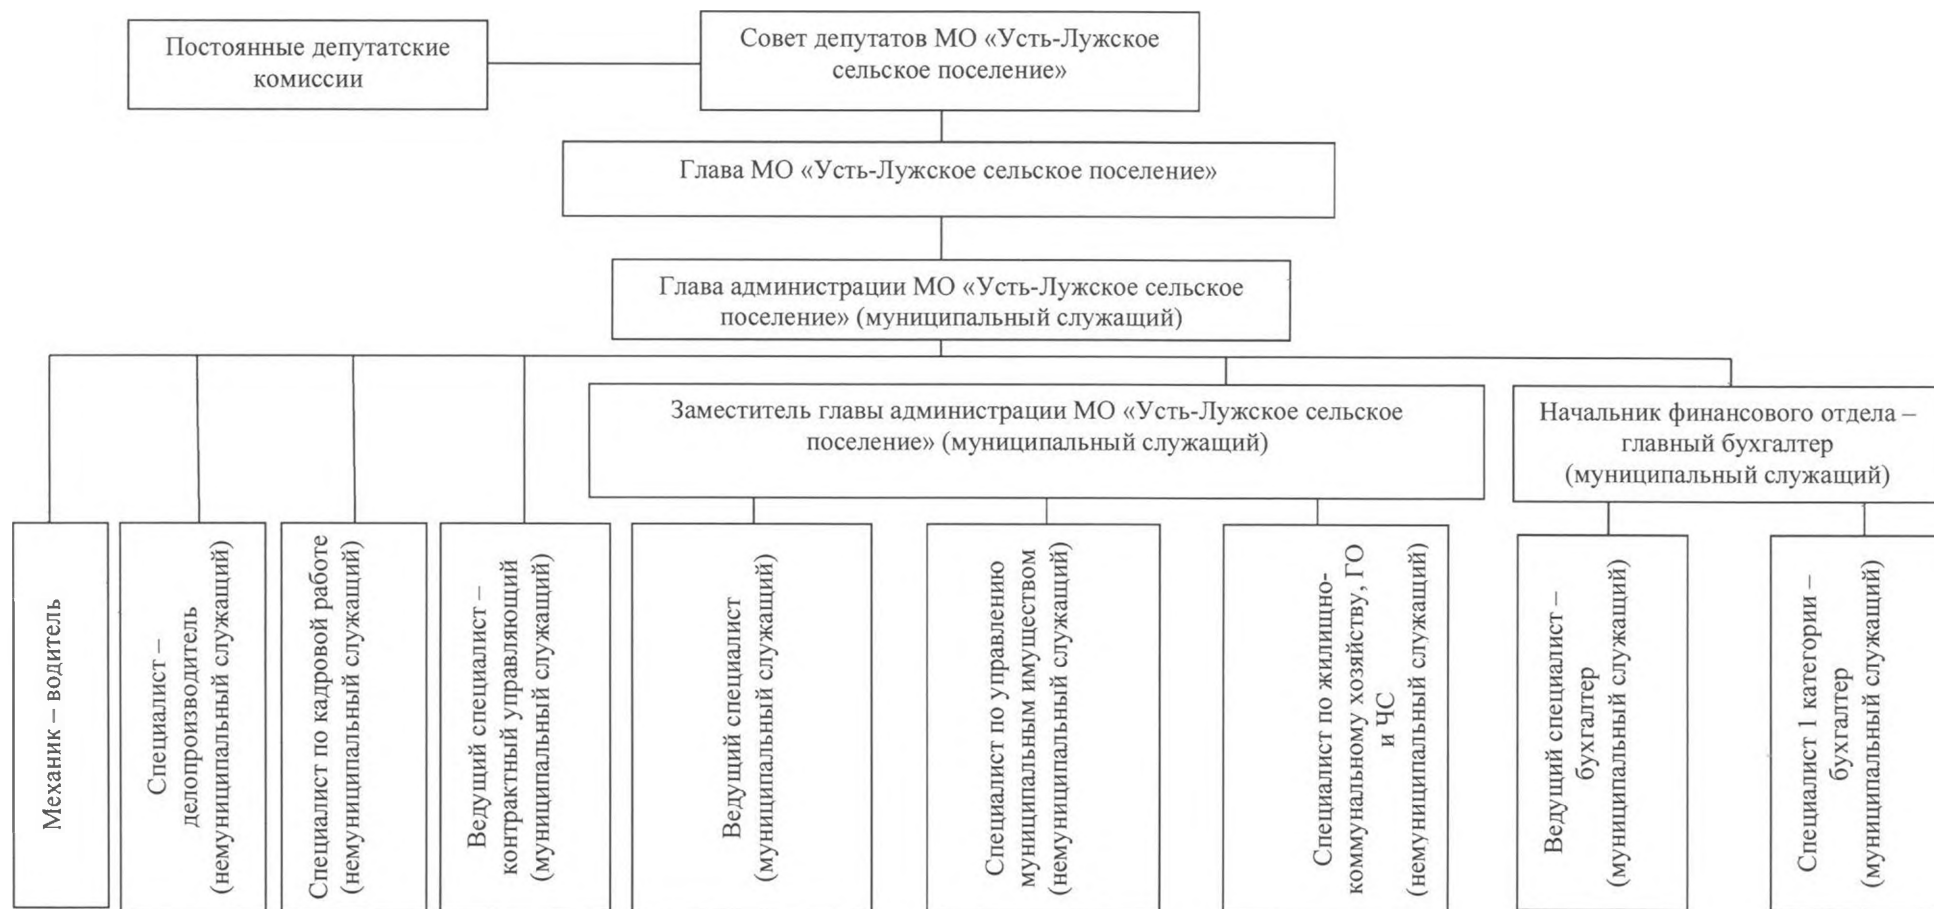 Постоянные депутатские
комиссии
Совет депутатов МО «Усть-Лужское
сельское поселение»
Глава МО «Усть-Лужское сельское поселение»
Глава администрации МО «Усть-Лужское сельское
поселение» (муниципальный служащий)
Заместитель главы администрации МО «Усть-Лужское сельское
поселение» (муниципальный служащий)
Начальник финансового отдела –
главный бухгалтер
(муниципальный служащий)
Механик – водитель
Специалист –
делопроизводитель
(немуниципальный служащий)
Специалист по кадровой работе
(немуниципальный служащий)
Ведущий специалист –
контрактный управляющий
(муниципальный служащий)
Ведущий специалист
(муниципальный служащий)
Специалист по управлению
муниципальным имуществом
(немуниципальный служащий)
Специалист по жилищно-
коммунальному хозяйству, ГО
и ЧС
(немуниципальный служащий)
Ведущий специалист –
бухгалтер
(муниципальный служащий)
Специалист 1 категории –
бухгалтер
(муниципальный служащий)